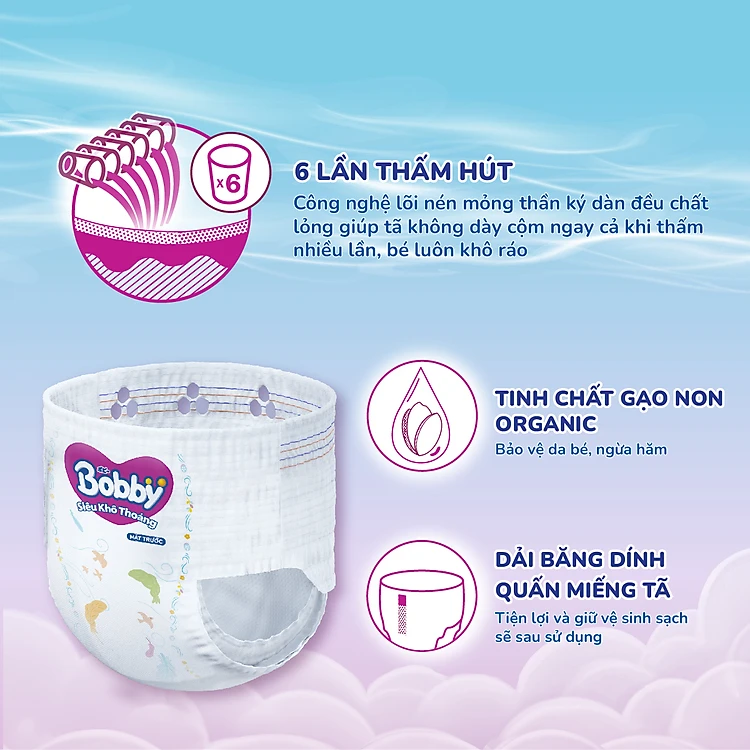 x6
6 LẦN THẤM HÚT
Công nghệ lõi nén mỏng thần kỳ dàn đều chất
lỏng giúp tã không dày cộm ngay cả khi thấm
nhiều lần, bé luôn khô ráo
TINH CHẤT GẠO NON
ORGANIC
Bảo vệ da bé, ngừa hăm
Bobby
Siêu Khô Thoáng
MẶT TRƯỚC
DẢI BĂNG DÍNH
QUẤN MIẾNG TÃ
Tiện lợi và giữ vệ sinh sạch
sẽ sau sử dụng